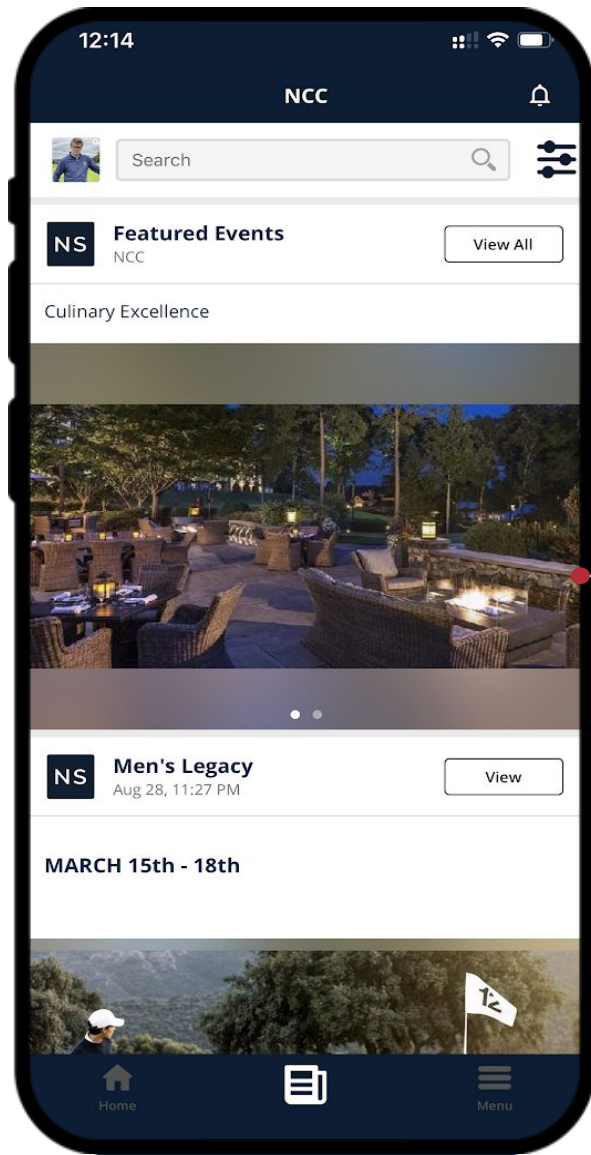 12:14
NCC
Search
NS
Featured Events
View All
NCC
Culinary Excellence
NS
Men's Legacy
View
Aug 28, 11:27 PM
MARCH 15th - 18th
12
Home
Menu